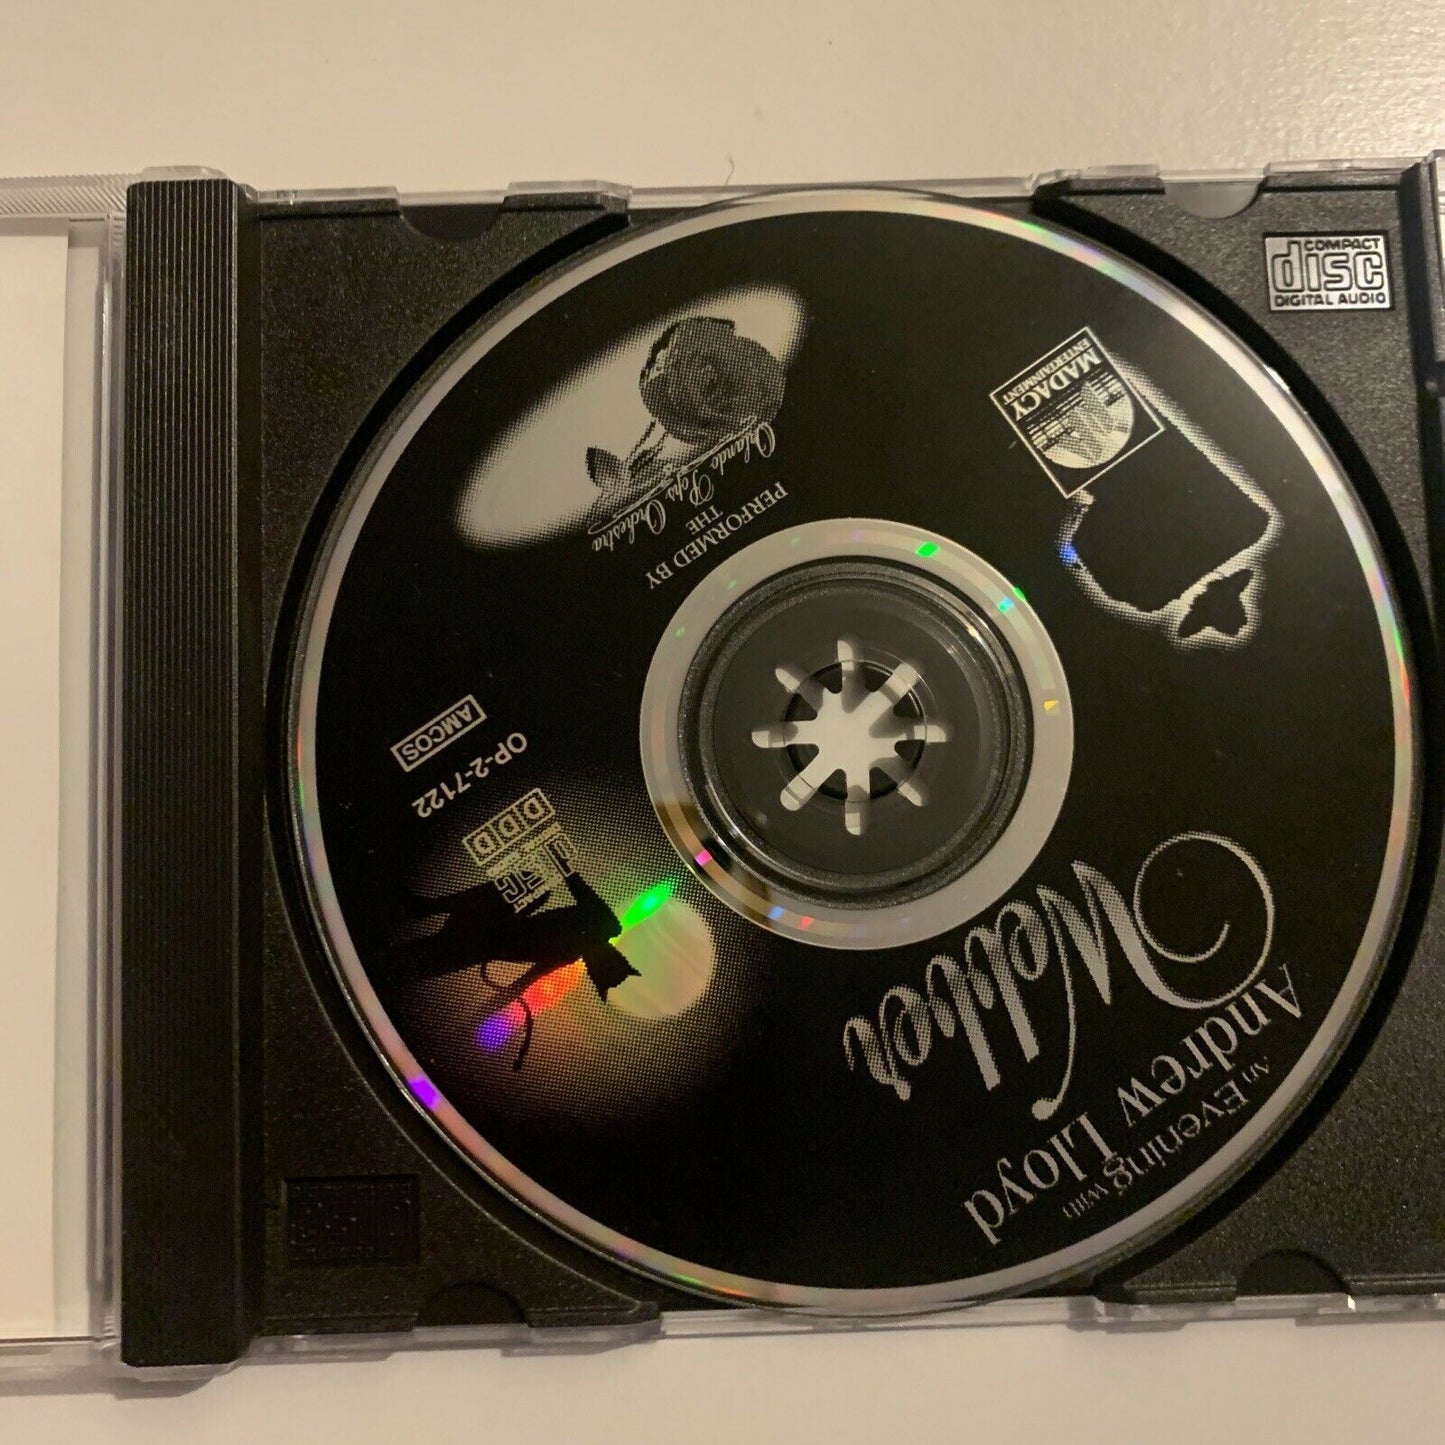 COMPACT
disc
DIGITAL AUDIO
An Evening with
Andrew Lloyd
Webber
MADACY
ENTERTAINMENT
PERFORMED BY
THE
Orlando Pops Orchestra
OP-2-7122
AMCOS
DDD